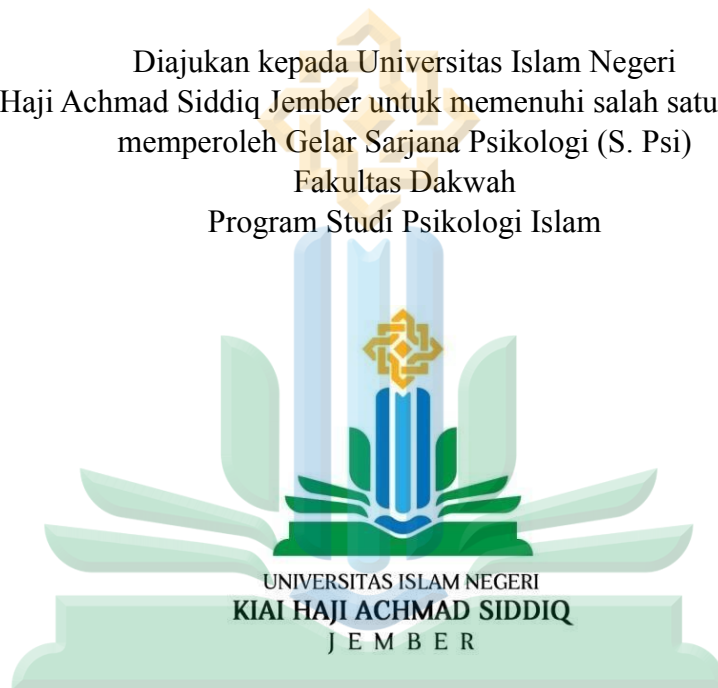 Diajukan kepada Universitas Islam Negeri
Haji Achmad Siddiq Jember untuk memenuhi salah satu
memperoleh Gelar Sarjana Psikologi (S. Psi)
Fakultas Dakwah
Program Studi Psikologi Islam
UNIVERSITAS ISLAM NEGERI
KIAI HAJI ACHMAD SIDDIQ
JEMBER